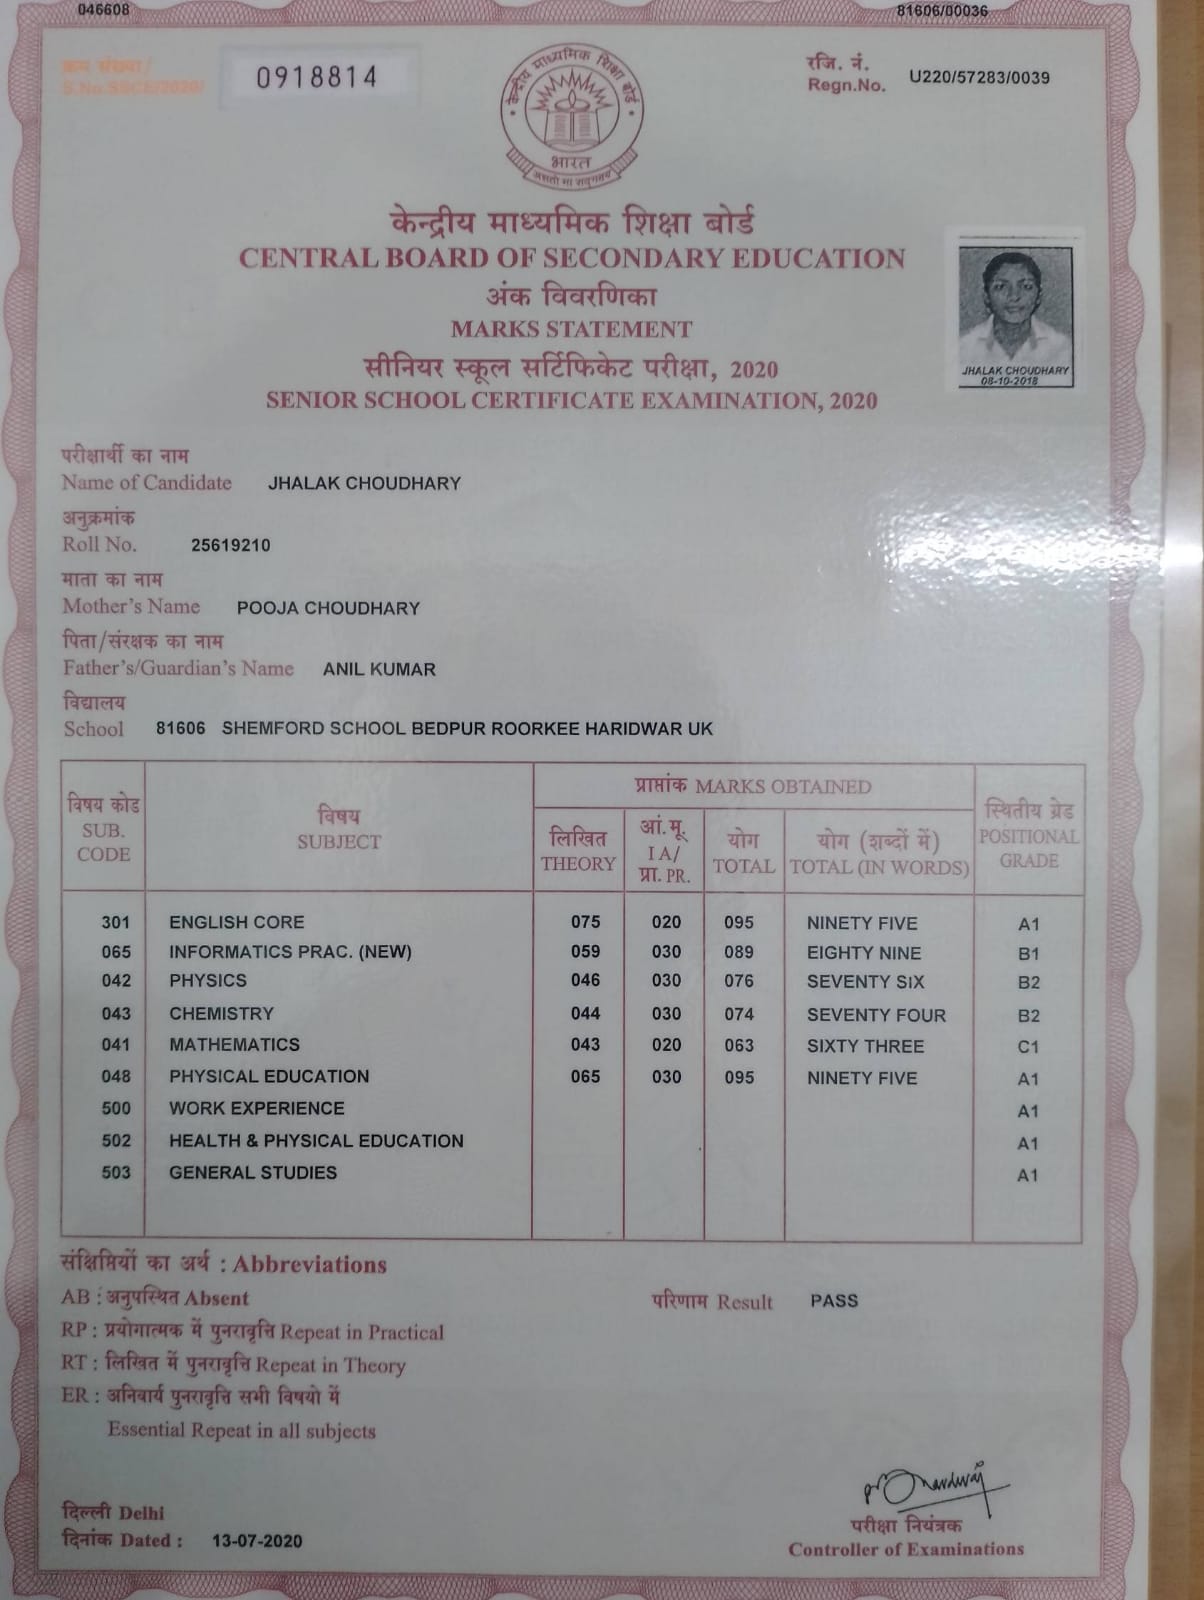 046608
81606/00036
क्रम संख्या/
S.No.SSCE/2020/
0918814
रजि. नं.
Regn.No. U220/57283/0039
केन्द्रीय माध्यमिक शिक्षा बोर्ड
भारत
असतो मा सद्गमय
केन्द्रीय माध्यमिक शिक्षा बोर्ड
CENTRAL BOARD OF SECONDARY EDUCATION
अंक विवरणिका
MARKS STATEMENT
सीनियर स्कूल सर्टिफिकेट परीक्षा, 2020
SENIOR SCHOOL CERTIFICATE EXAMINATION, 2020
JHALAK CHOUDHARY
08-10-2018
परीक्षार्थी का नाम
Name of Candidate JHALAK CHOUDHARY
अनुक्रमांक
Roll No. 25619210
माता का नाम
Mother's Name POOJA CHOUDHARY
पिता/संरक्षक का नाम
Father's/Guardian's Name ANIL KUMAR
विद्यालय
School 81606 SHEMFORD SCHOOL BEDPUR ROORKEE HARIDWAR UK
विषय कोड
SUB.
CODE
विषय
SUBJECT
प्राप्तांक MARKS OBTAINED
लिखित
THEORY
आं.मू.
I A/
प्रा. PR.
योग
TOTAL
योग (शब्दों में)
TOTAL (IN WORDS)
स्थितीय ग्रेड
POSITIONAL
GRADE
301 ENGLISH CORE 075 020 095 NINETY FIVE A1
065 INFORMATICS PRAC. (NEW) 059 030 089 EIGHTY NINE B1
042 PHYSICS 046 030 076 SEVENTY SIX B2
043 CHEMISTRY 044 030 074 SEVENTY FOUR B2
041 MATHEMATICS 043 020 063 SIXTY THREE C1
048 PHYSICAL EDUCATION 065 030 095 NINETY FIVE A1
500 WORK EXPERIENCE A1
502 HEALTH & PHYSICAL EDUCATION A1
503 GENERAL STUDIES A1
संक्षिप्तियों का अर्थ : Abbreviations
AB : अनुपस्थित Absent
परिणाम Result PASS
RP : प्रयोगात्मक में पुनरावृत्ति Repeat in Practical
RT : लिखित में पुनरावृत्ति Repeat in Theory
ER : अनिवार्य पुनरावृत्ति सभी विषयो में
Essential Repeat in all subjects
दिल्ली Delhi
दिनांक Dated : 13-07-2020
परीक्षा नियंत्रक
Controller of Examinations